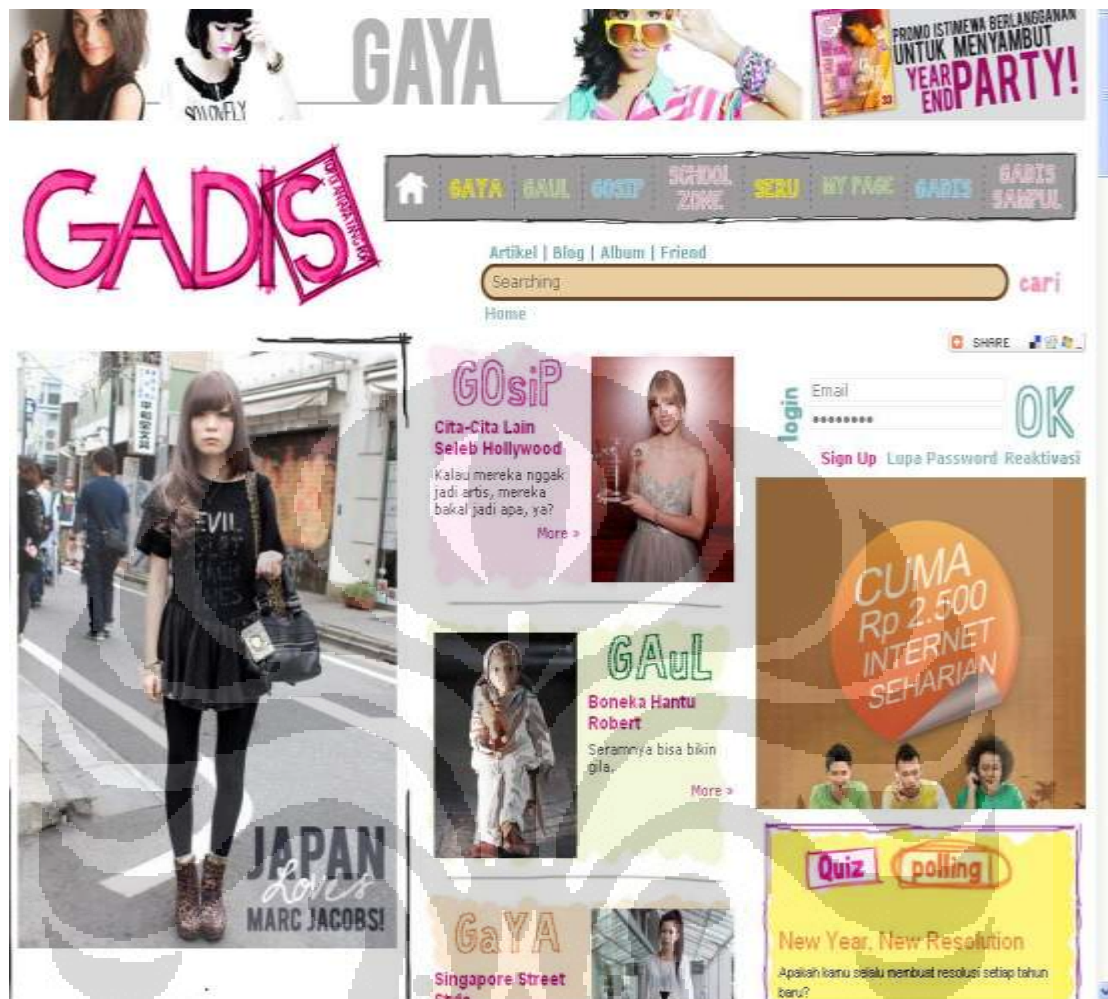 GAYA
PROMO ISTIMEWA BERLANGGANAN
UNTUK MENYAMBUT
YEAR
END
PARTY!
GADIS
GAYA
GAUL
GOSIP
SCHOOL
ZONE
SERU
MY PAGE
GADIS
GADIS
SAMPUL
Artikel | Blog | Album | Friend
Searching
cari
Home
SHARE
GOsiP
Cita-Cita Lain
Seleb Hollywood
Kalau mereka nggak
jadi artis, mereka
bakal jadi apa, ya?
More »
login
Email
OK
Sign Up Lupa Password Reaktivasi
EVIL
JAPAN
Loves
MARC JACOBS!
GAuL
Boneka Hantu
Robert
Seramnya bisa bikin
gila.
More »
CUMA
Rp 2.500
INTERNET
SEHARIAN
Quiz
polling
New Year, New Resolution
Apakah kamu selalu membuat resolusi setiap tahun
baru?
GaYA
Singapore Street